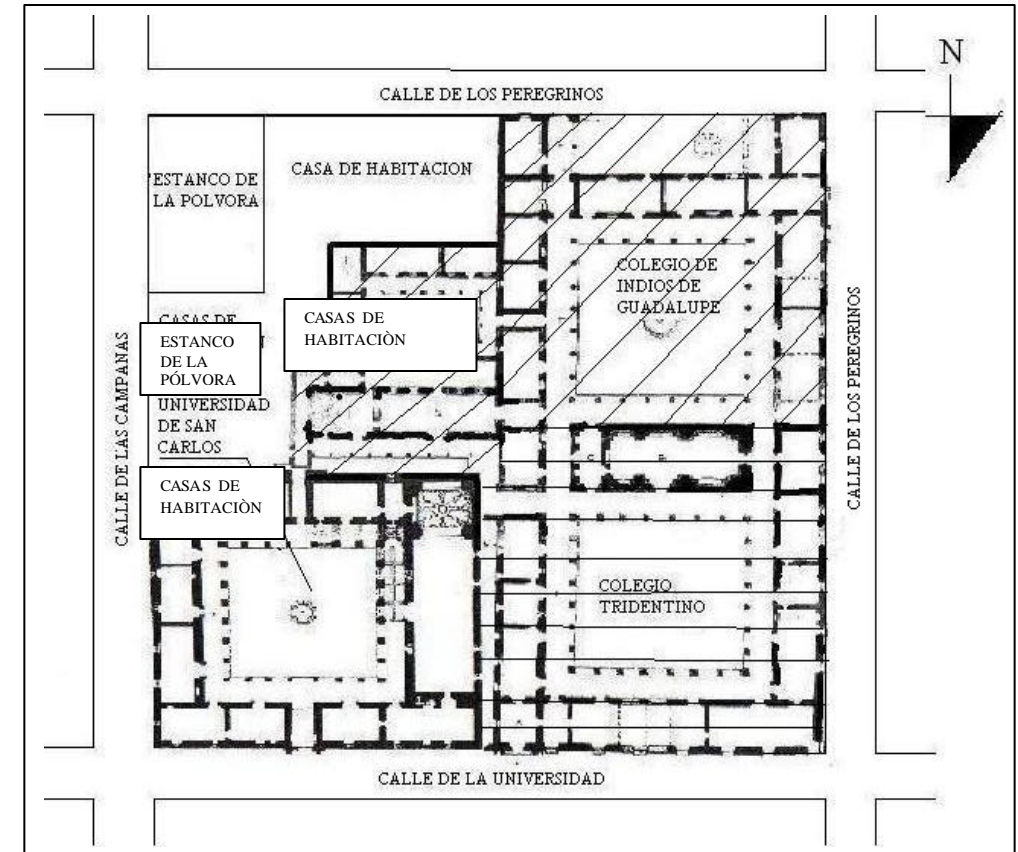 N
CALLE DE LOS PEREGRINOS
CASA DE HABITACION
ESTANCO DE
LA POLVORA
COLEGIO DE
INDIOS DE
GUADALUPE
CASAS DE
CASAS DE
HABITACIÒN
ESTANCO
DE LA
PÓLVORA
UNIVERSIDAD
DE SAN
CARLOS
CASAS DE
HABITACIÒN
CALLE DE LAS CAMPANAS
CALLE DE LOS PEREGRINOS
COLEGIO
TRIDENTINO
CALLE DE LA UNIVERSIDAD